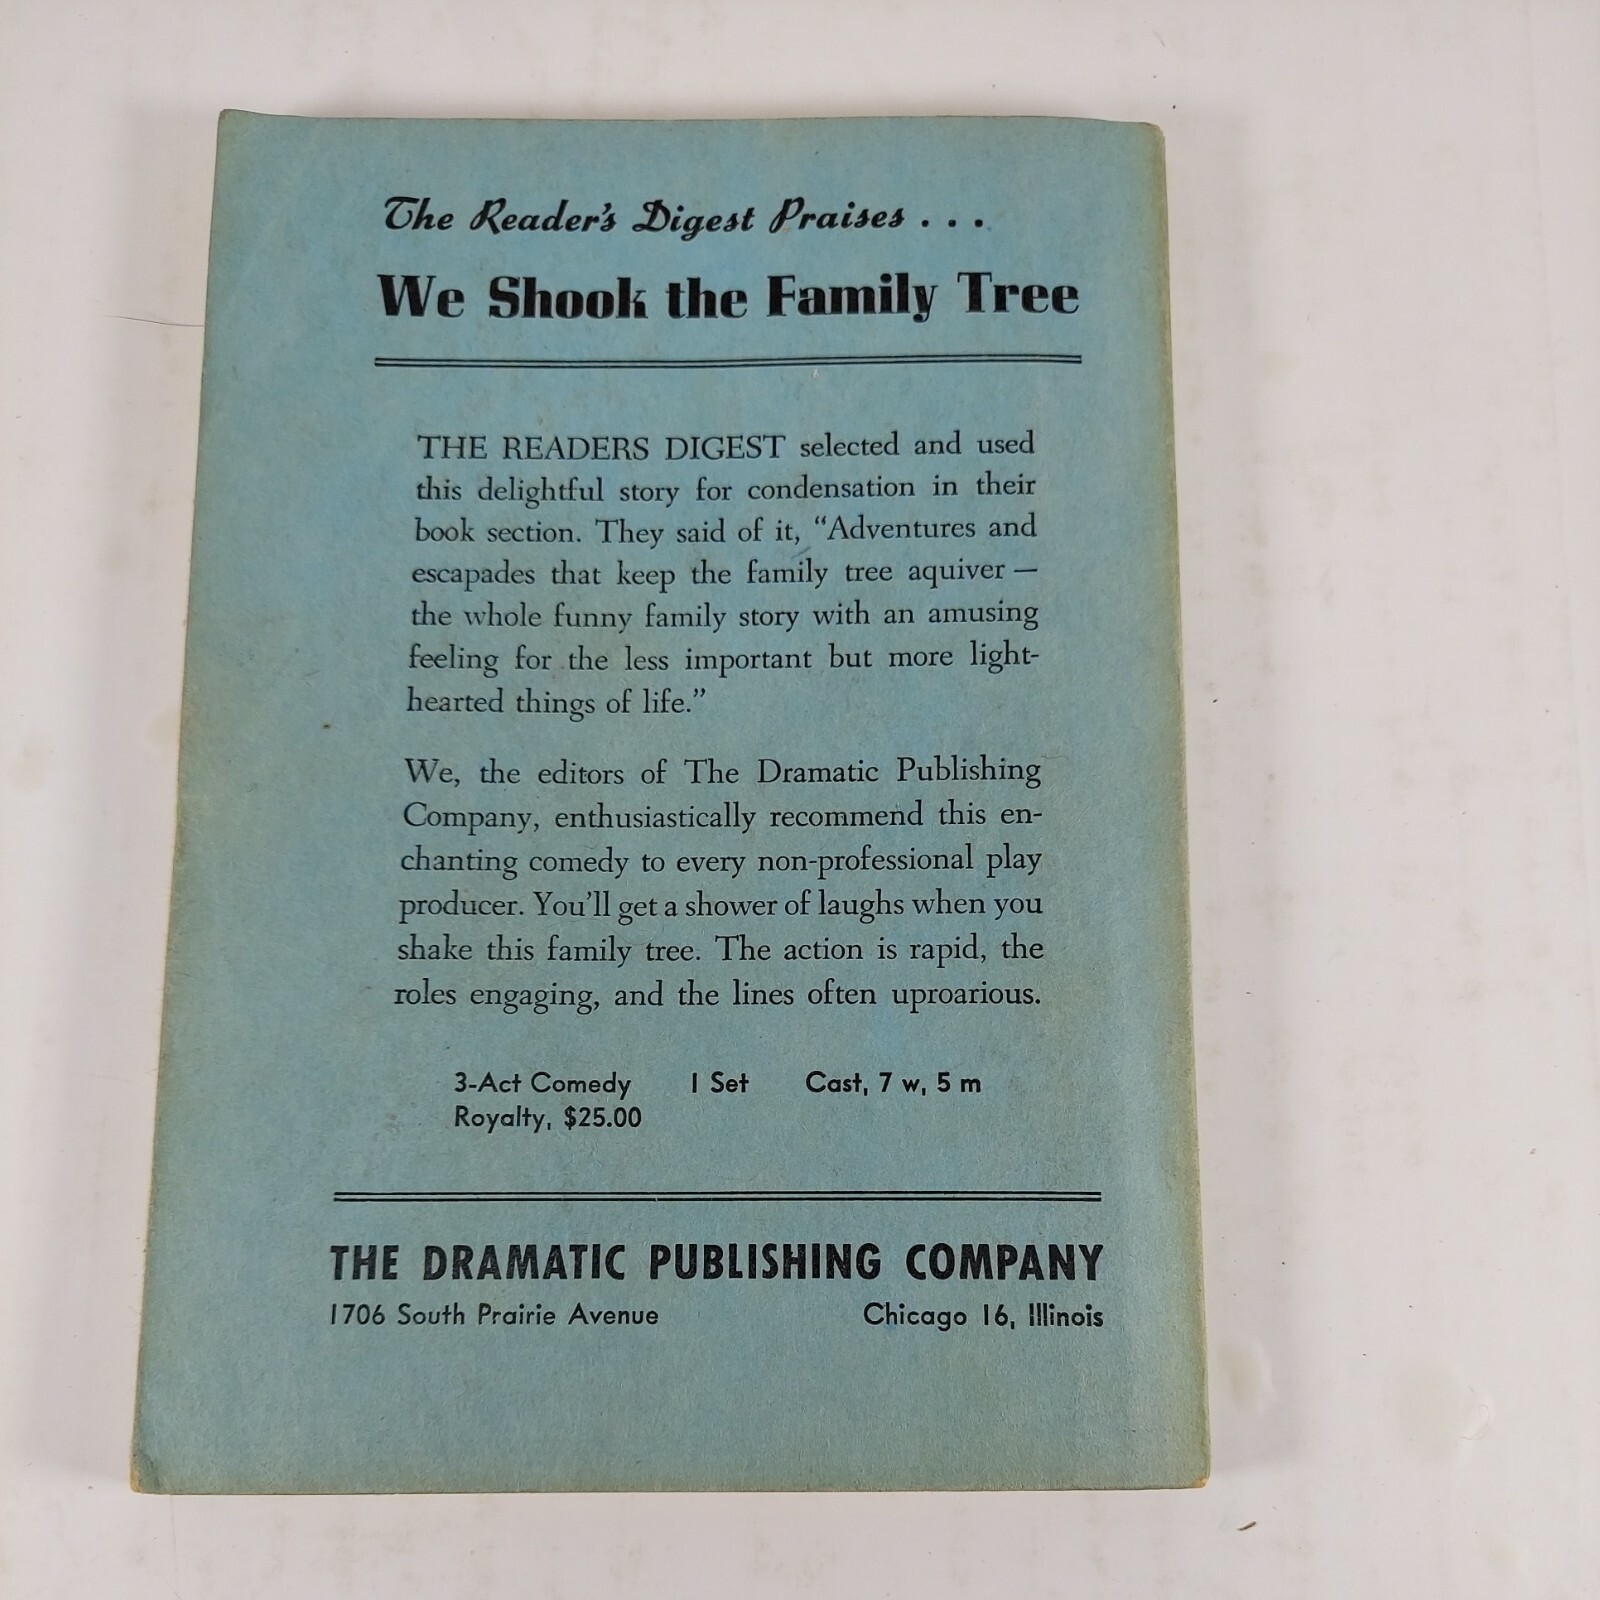 The Reader's Digest Praises . . .
We Shook the Family Tree
THE READERS DIGEST selected and used
this delightful story for condensation in their
book section. They said of it, “Adventures and
escapades that keep the family tree aquiver —
the whole funny family story with an amusing
feeling for the less important but more light-
hearted things of life.”
We, the editors of The Dramatic Publishing
Company, enthusiastically recommend this en-
chanting comedy to every non-professional play
producer. You’ll get a shower of laughs when you
shake this family tree. The action is rapid, the
roles engaging, and the lines often uproarious.
3-Act Comedy 1 Set Cast, 7 w, 5 m
Royalty, $25.00
THE DRAMATIC PUBLISHING COMPANY
1706 South Prairie Avenue Chicago 16, Illinois